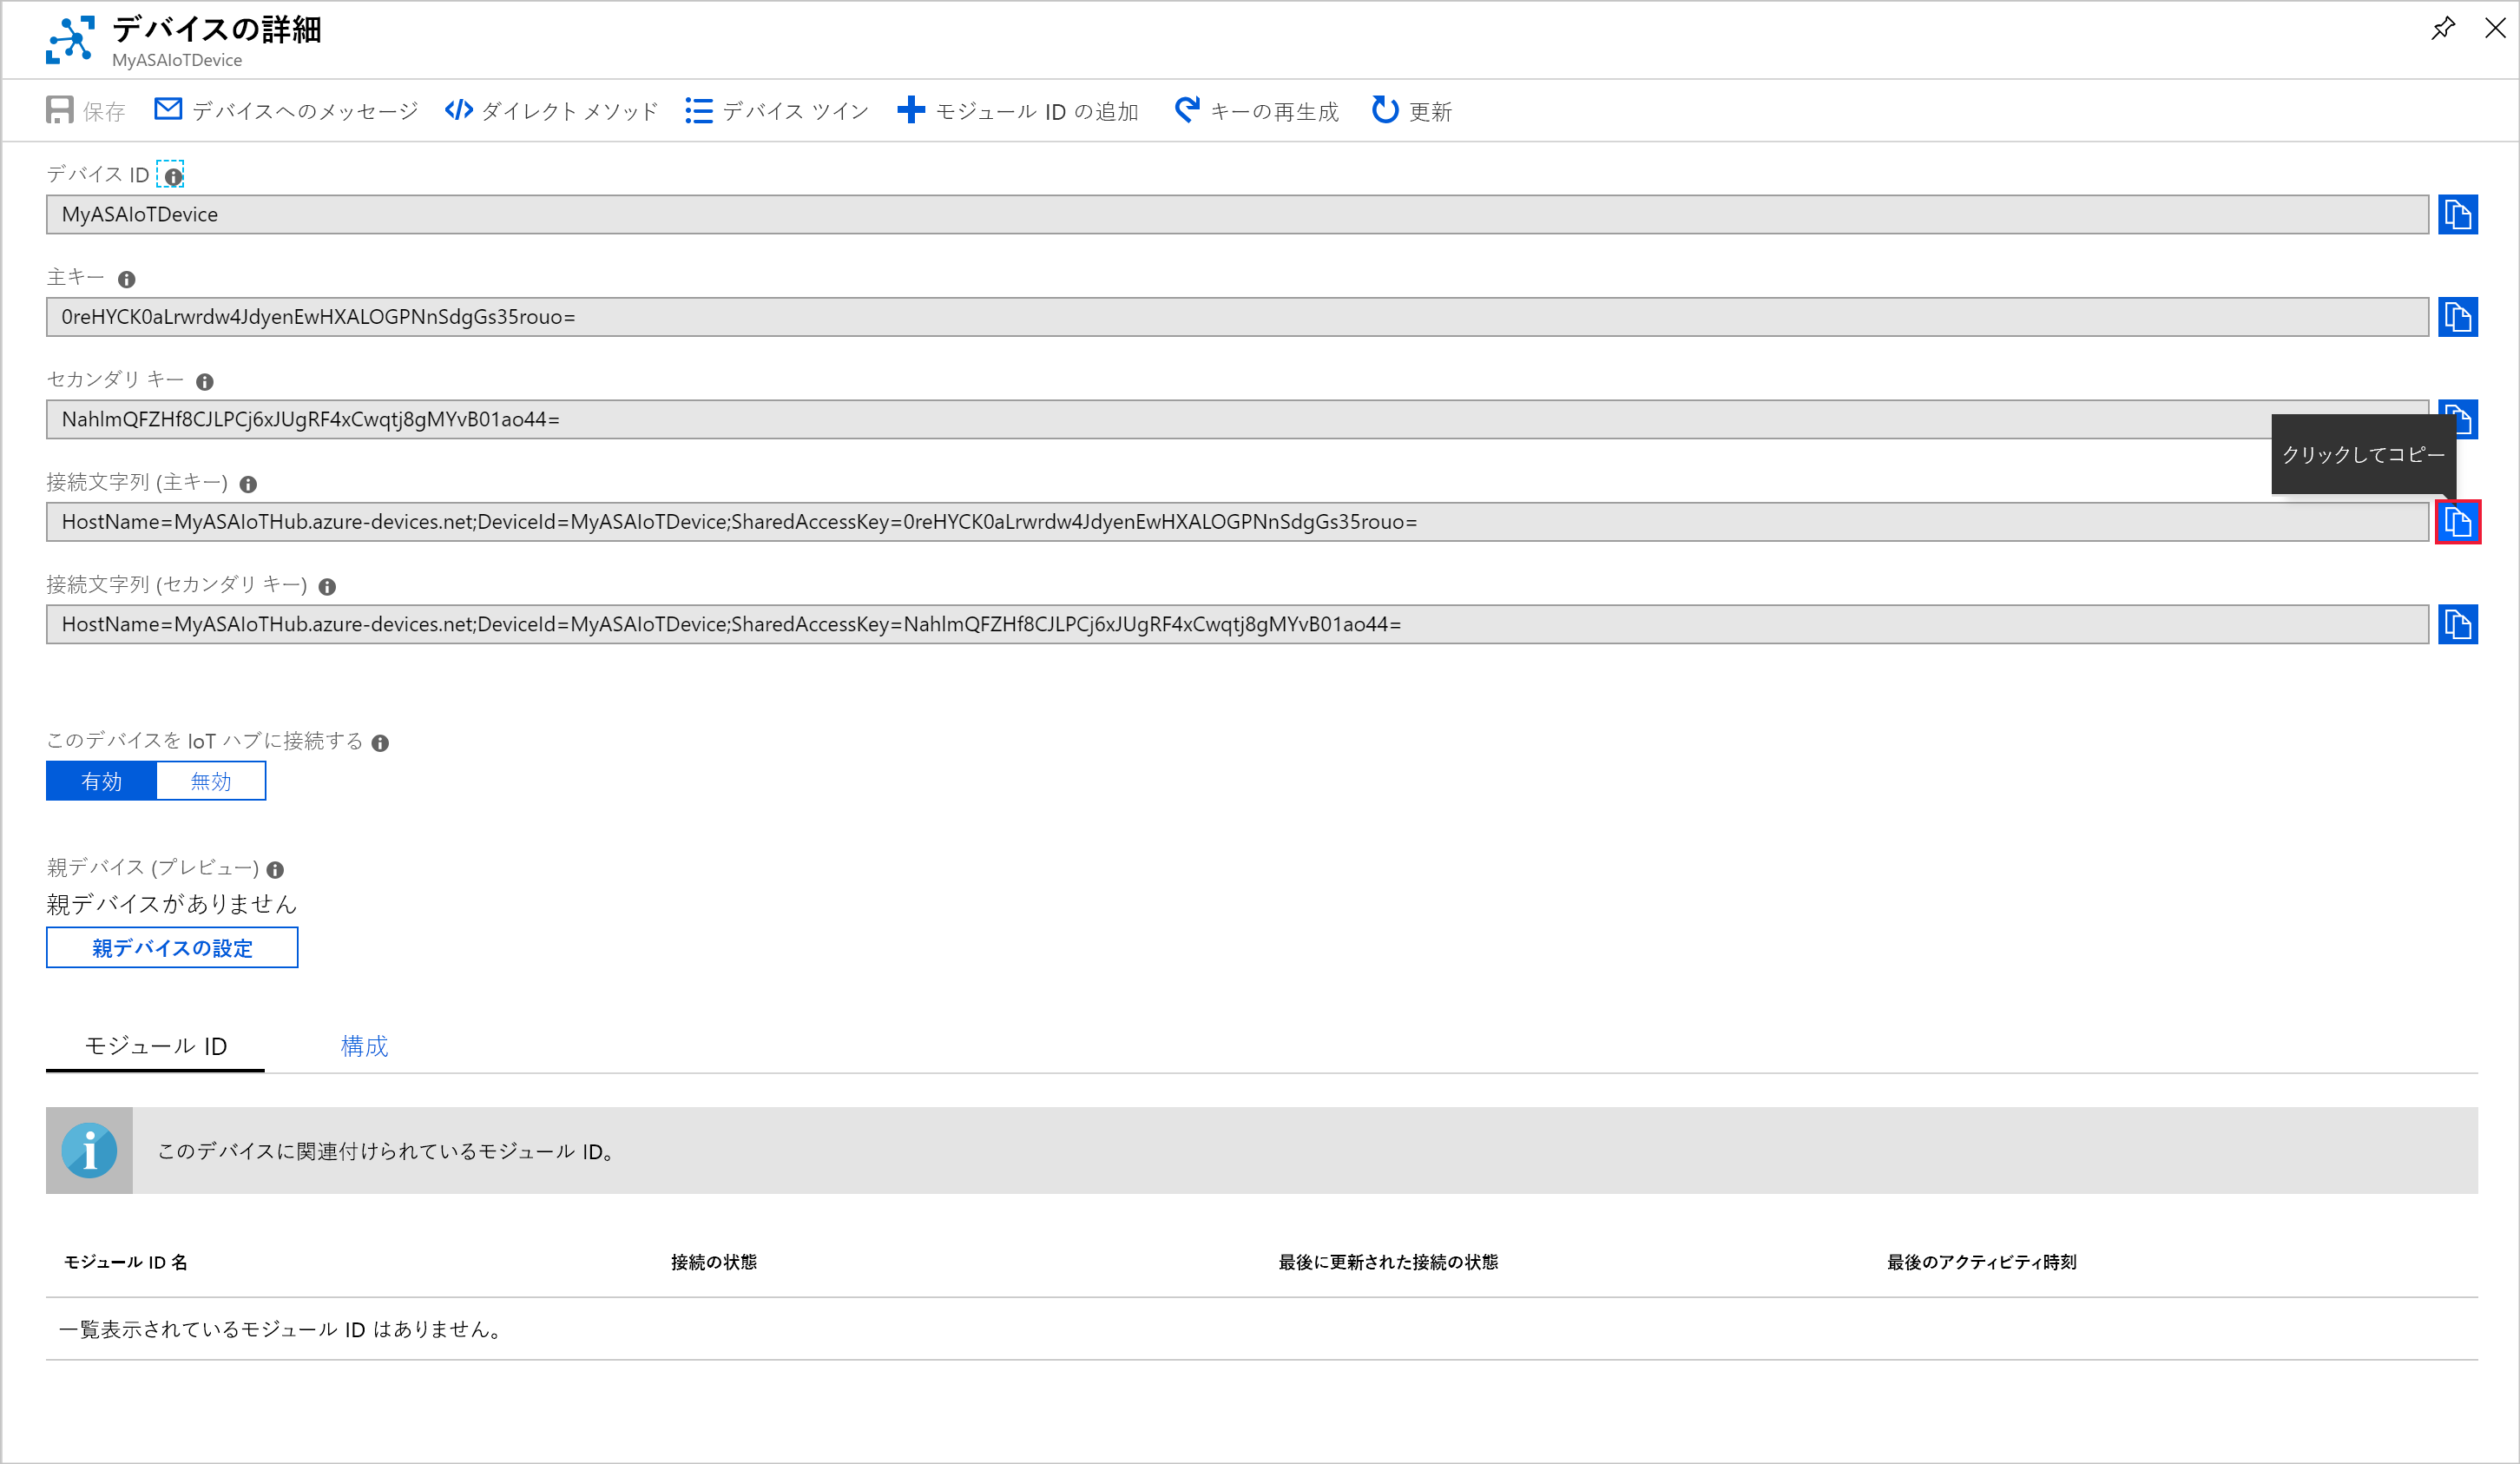 デバイスの詳細
MyASAIoTDevice
保存 デバイスへのメッセージ ダイレクト メソッド デバイス ツイン モジュール ID の追加 キーの再生成 更新
デバイス ID
MyASAIoTDevice
主キー
0reHYCK0aLrwrdw4JdyenEwHXALOGPNnSdgGs35rouo=
セカンダリ キー
NahlmQFZHf8CJLPCj6xJUgRF4xCwqtj8gMYvB01ao44=
クリックしてコピー
接続文字列 (主キー)
HostName=MyASAIoTHub.azure-devices.net;DeviceId=MyASAIoTDevice;SharedAccessKey=0reHYCK0aLrwrdw4JdyenEwHXALOGPNnSdgGs35rouo=
接続文字列 (セカンダリ キー)
HostName=MyASAIoTHub.azure-devices.net;DeviceId=MyASAIoTDevice;SharedAccessKey=NahlmQFZHf8CJLPCj6xJUgRF4xCwqtj8gMYvB01ao44=
このデバイスを IoT ハブに接続する
有効 無効
親デバイス (プレビュー)
親デバイスがありません
親デバイスの設定
モジュール ID 構成
このデバイスに関連付けられているモジュール ID。
モジュール ID 名 接続の状態 最後に更新された接続の状態 最後のアクティビティ時刻
一覧表示されているモジュール ID はありません。